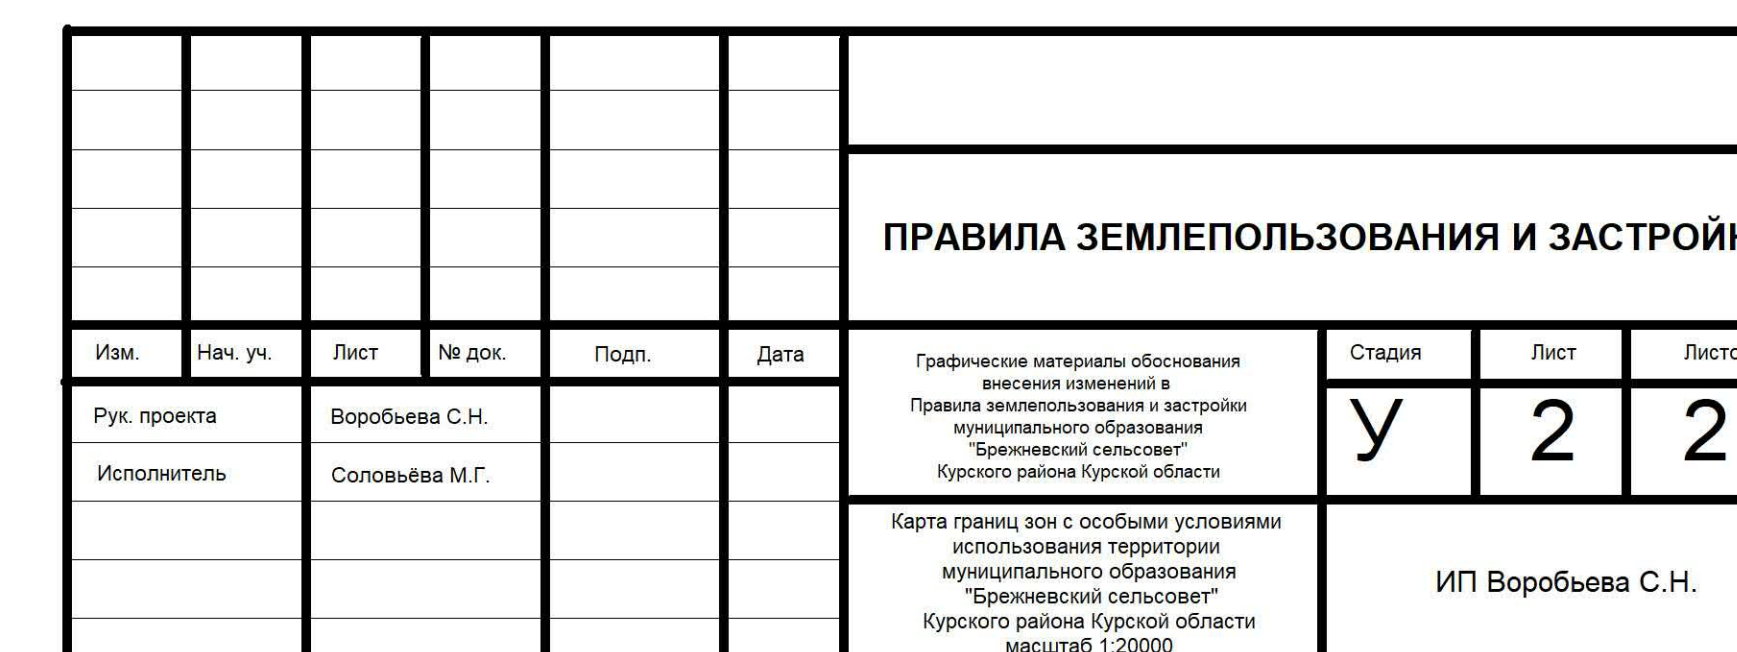 ПРАВИЛА ЗЕМЛЕПОЛЬЗОВАНИЯ И ЗАСТРОЙ
Изм. Нач. уч. Лист № док. Подп. Дата
Рук. проекта Воробьева С.Н.
Исполнитель Соловьёва М.Г.
Графические материалы обоснования
внесения изменений в
Правила землепользования и застройки
муниципального образования
"Брежневский сельсовет"
Курского района Курской области
Стадия Лист Листо
У 2 2
Карта границ зон с особыми условиями
использования территории
муниципального образования
"Брежневский сельсовет"
Курского района Курской области
масштаб 1:20000
ИП Воробьева С.Н.